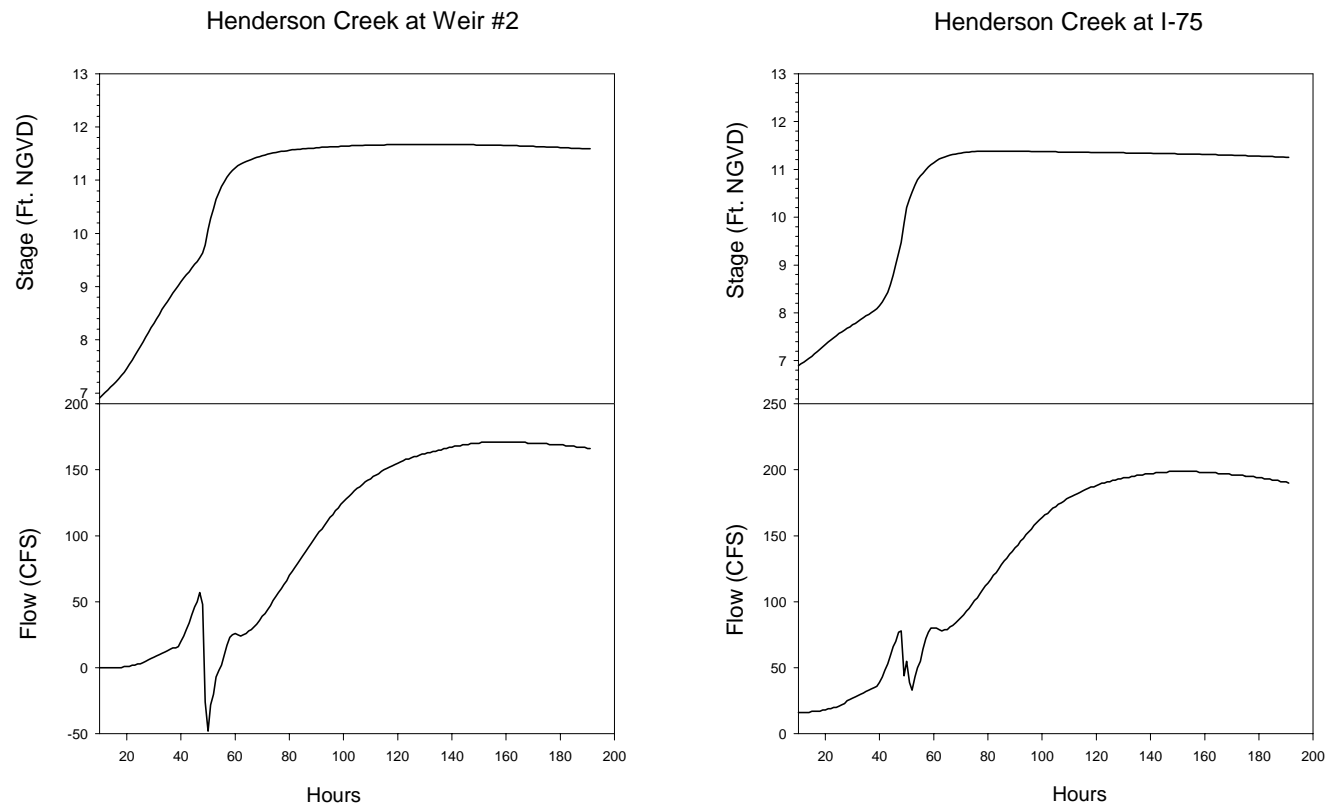 Henderson Creek at Weir #2
Stage (Ft. NGVD)
13
12
11
10
9
8
7
Flow (CFS)
200
150
100
50
0
-50
20 40 60 80 100 120 140 160 180 200
Hours
Henderson Creek at I-75
Stage (Ft. NGVD)
13
12
11
10
9
8
7
Flow (CFS)
250
200
150
100
50
0
20 40 60 80 100 120 140 160 180 200
Hours